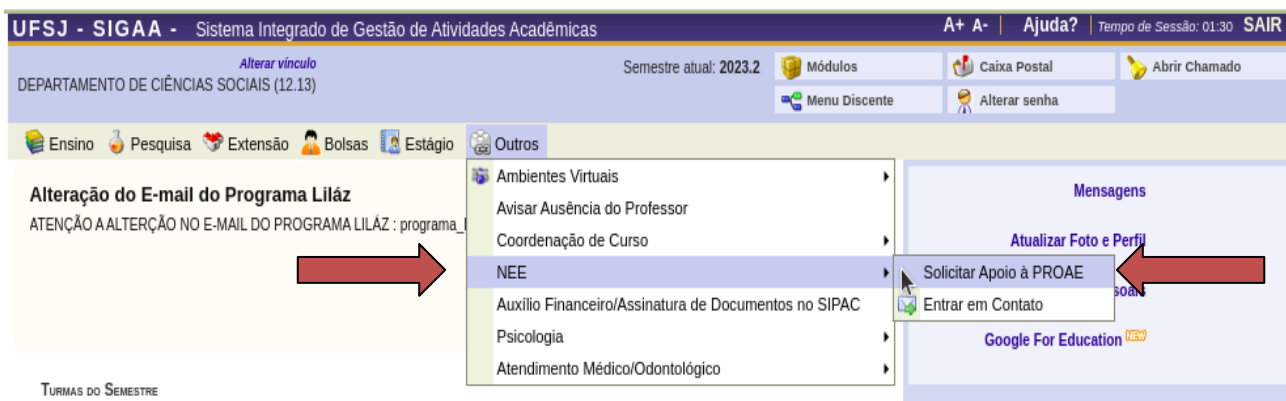 UFSJ - SIGAA - Sistema Integrado de Gestão de Atividades Acadêmicas A+ A- | Ajuda? | Tempo de Sessão: 01:30 SAIR
Alterar vínculo
DEPARTAMENTO DE CIÊNCIAS SOCIAIS (12.13)
Semestre atual: 2023.2
Módulos Caixa Postal Abrir Chamado
Menu Discente Alterar senha
Ensino Pesquisa Extensão Bolsas Estágio Outros
Alteração do E-mail do Programa Liláz
ATENÇÃO A ALTERÇÃO NO E-MAIL DO PROGRAMA LILÁZ : programa_
Ambientes Virtuais
Avisar Ausência do Professor
Coordenação de Curso
NEE
Auxílio Financeiro/Assinatura de Documentos no SIPAC
Psicologia
Atendimento Médico/Odontológico
Solicitar Apoio à PROAE
Entrar em Contato
Mensagens
Atualizar Foto e Perfil
Google For Education NEW
Turmas do Semestre